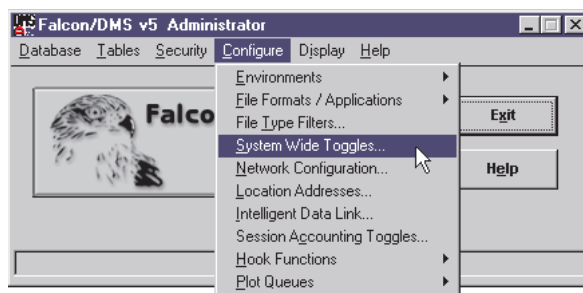 Falcon/DMS v5 Administrator
Database Tables Security Configure Display Help
Falco
Environments
File Formats / Applications
File Type Filters...
System Wide Toggles...
Network Configuration...
Location Addresses...
Intelligent Data Link...
Session Accounting Toggles...
Hook Functions
Plot Queues
Exit
Help